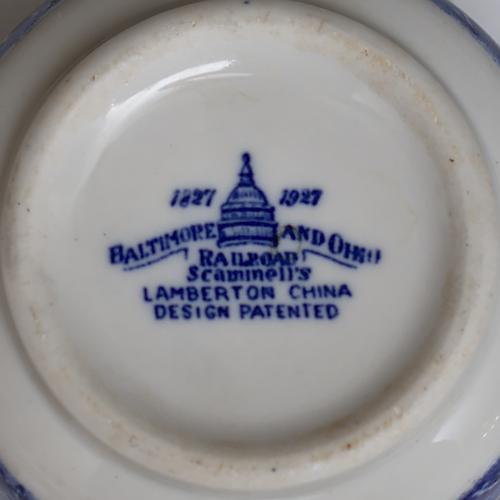 1827 1927
BALTIMORE AND OHIO
RAILROAD
Scammell's
LAMBERTON CHINA
DESIGN PATENTED